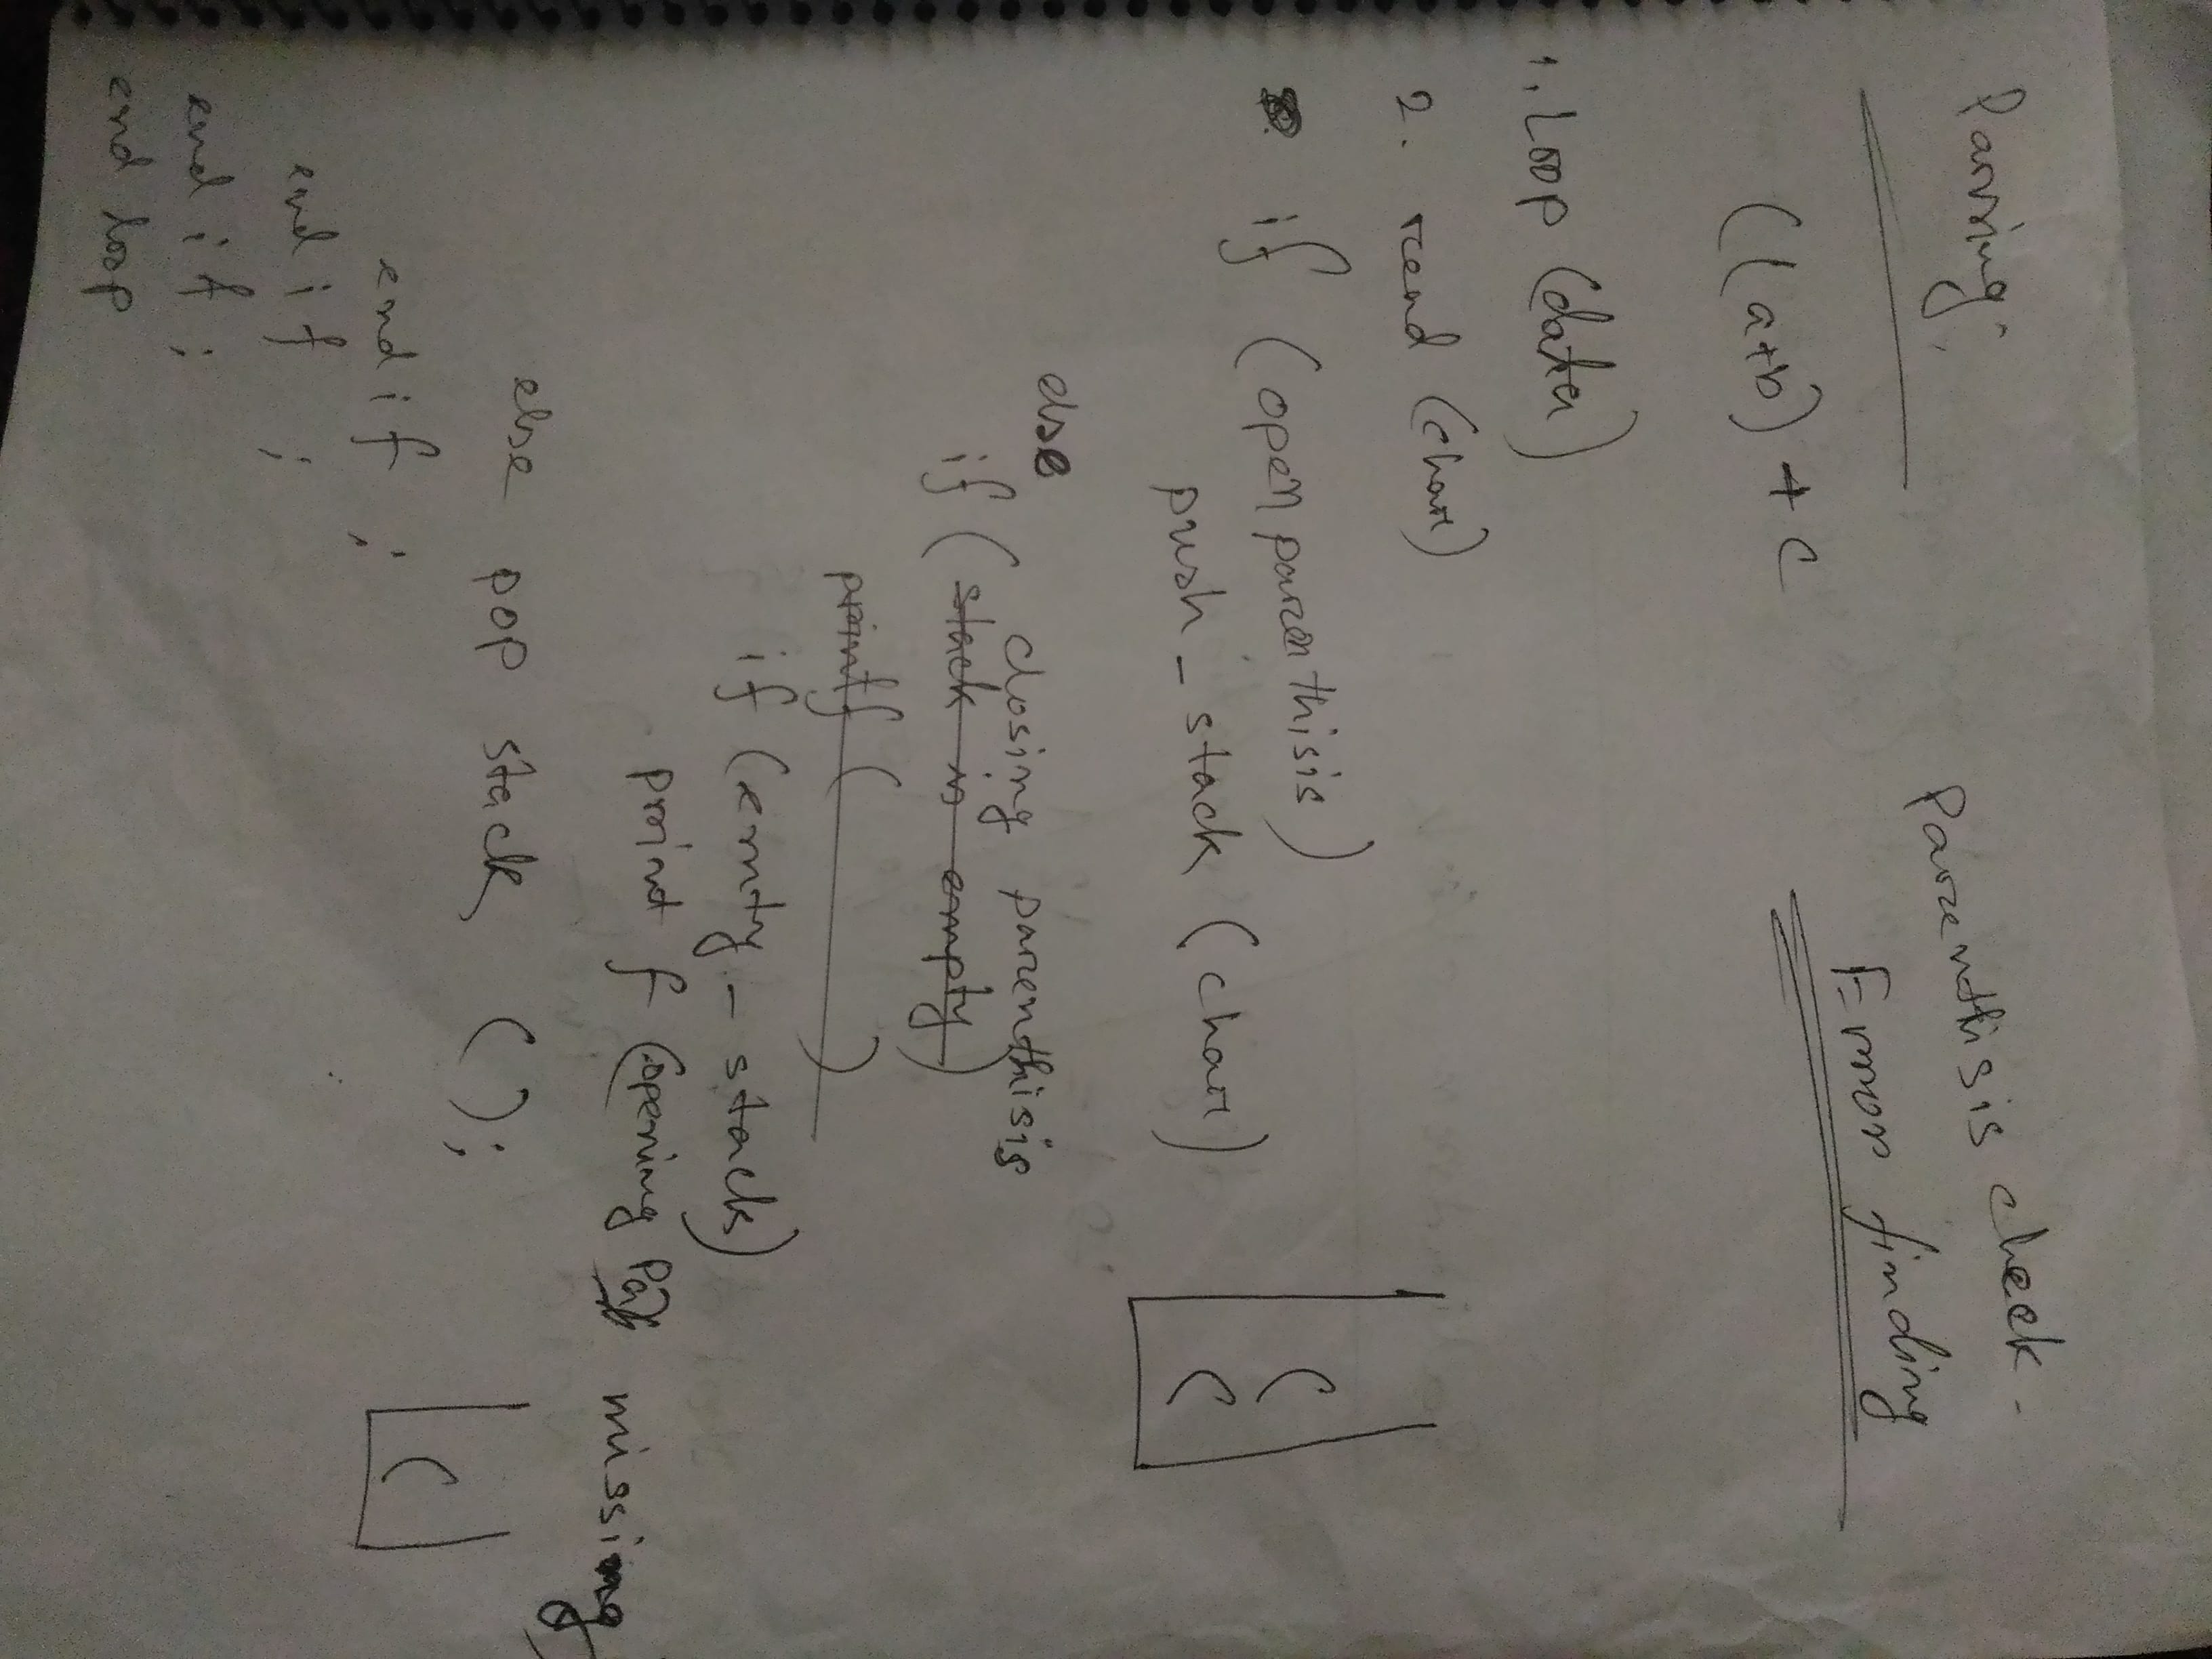 Parsing:
Parenthisis check.
Error finding
((a+b) + c
1. Loop (data)
2. read (char)
if (open parenthisis)
push_stack (char)
(
(
else
closing parenthisis
if (stack is empty)
printf ( )
if (emty_stack)
printf (opening Par missing)
else pop stack ();
(
endif ;
end if ;
end if ;
end loop